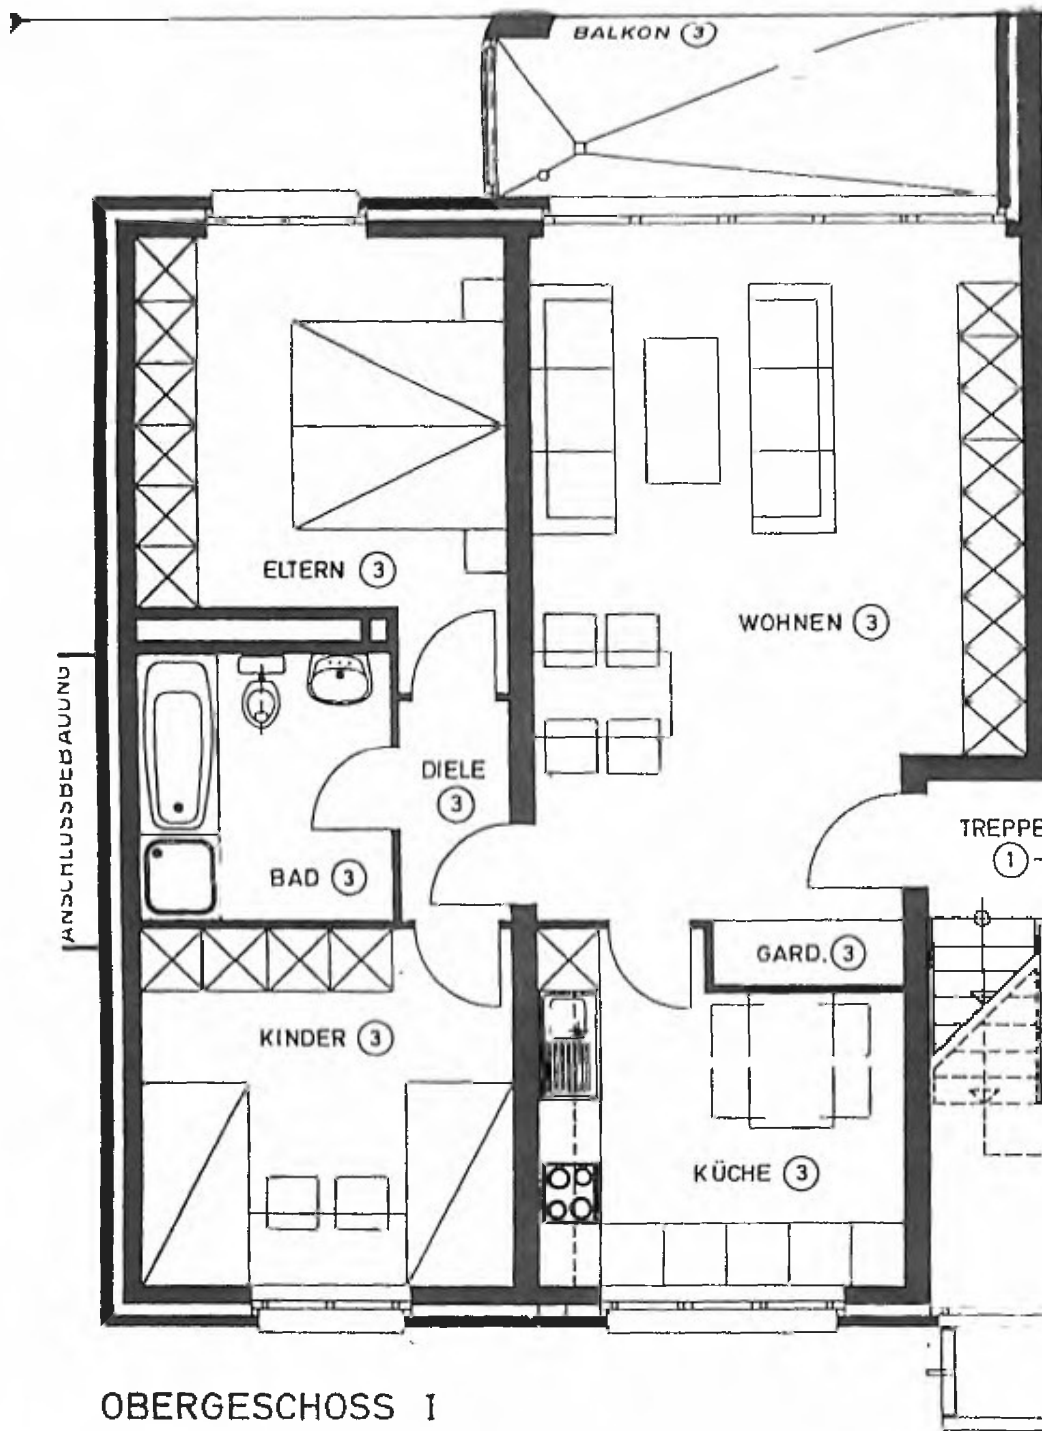 BALKON 3
ELTERN 3
WOHNEN 3
ANSCHLUSSBEBAUUNG
DIELE
3
BAD 3
TREPPE
1
GARD. 3
KINDER 3
KÜCHE 3
OBERGESCHOSS I